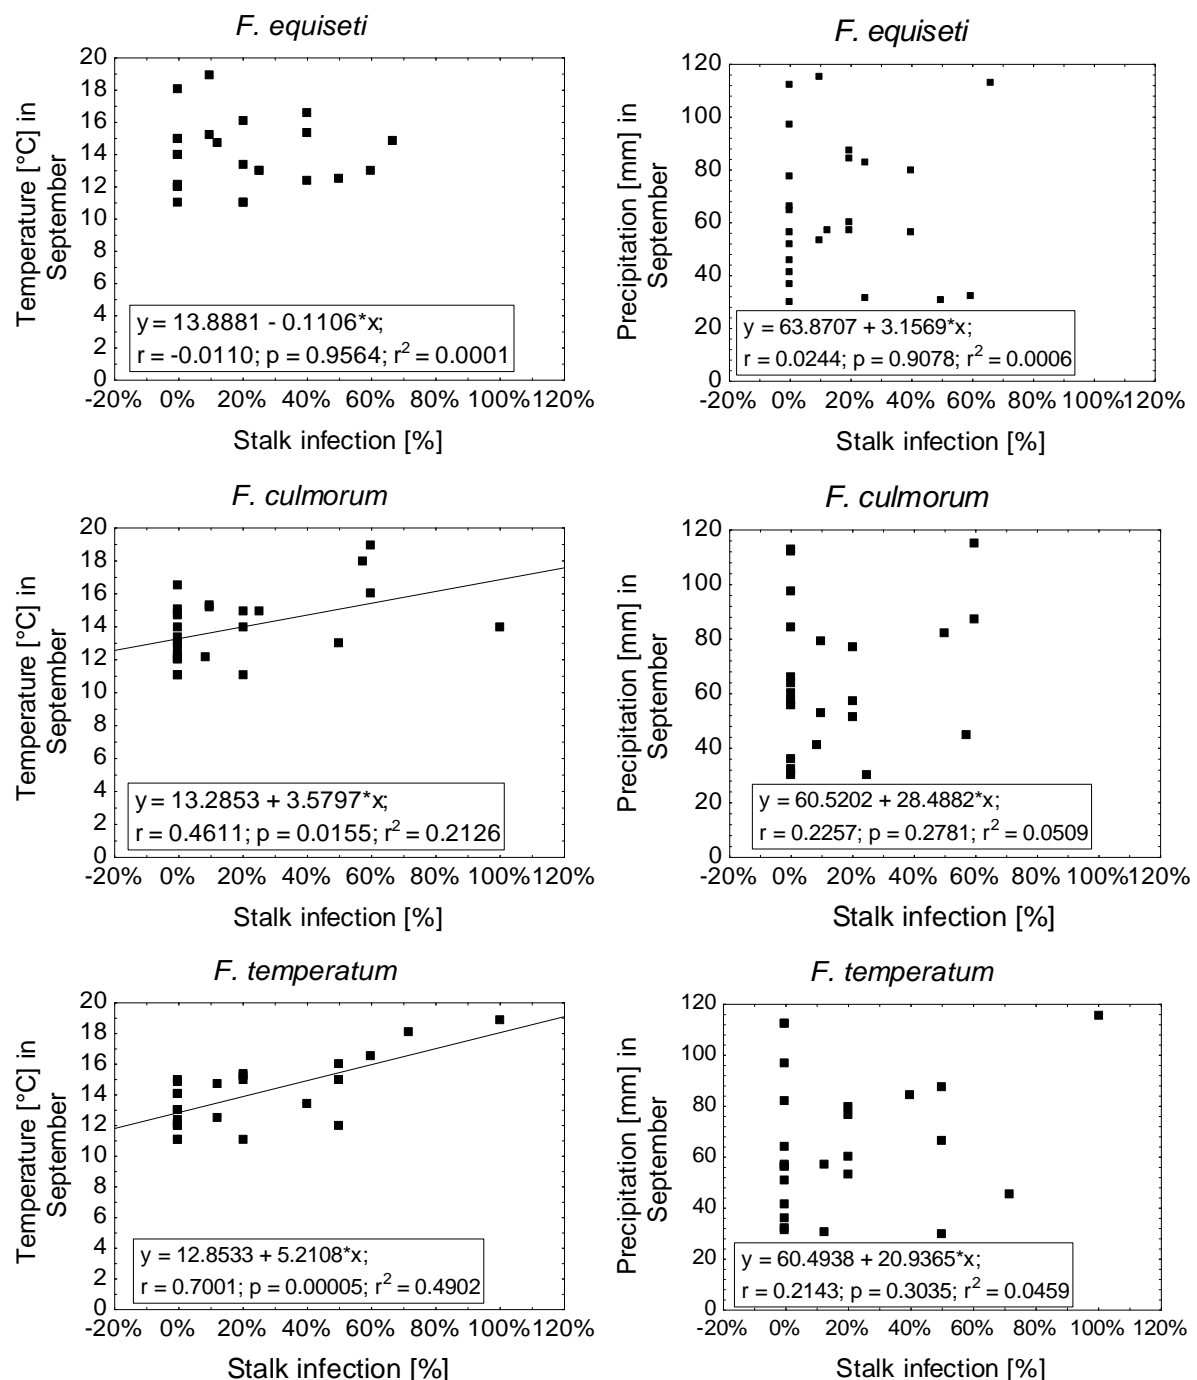 F. equiseti
Temperature [°C] in
September
20
18
16
14
12
10
8
6
4
2
0
y = 13.8881 - 0.1106*x;
r = -0.0110; p = 0.9564; r² = 0.0001
-20% 0% 20% 40% 60% 80% 100% 120%
Stalk infection [%]
F. equiseti
Precipitation [mm] in
September
120
100
80
60
40
20
0
y = 63.8707 + 3.1569*x;
r = 0.0244; p = 0.9078; r² = 0.0006
-20% 0% 20% 40% 60% 80% 100% 120%
Stalk infection [%]
F. culmorum
Temperature [°C] in
September
20
18
16
14
12
10
8
6
4
2
0
y = 13.2853 + 3.5797*x;
r = 0.4611; p = 0.0155; r² = 0.2126
-20% 0% 20% 40% 60% 80% 100% 120%
Stalk infection [%]
F. culmorum
Precipitation [mm] in
September
120
100
80
60
40
20
0
y = 60.5202 + 28.4882*x;
r = 0.2257; p = 0.2781; r² = 0.0509
-20% 0% 20% 40% 60% 80% 100% 120%
Stalk infection [%]
F. temperatum
Temperature [°C] in
September
20
18
16
14
12
10
8
6
4
2
0
y = 12.8533 + 5.2108*x;
r = 0.7001; p = 0.00005; r² = 0.4902
-20% 0% 20% 40% 60% 80% 100% 120%
Stalk infection [%]
F. temperatum
Precipitation [mm] in
September
120
100
80
60
40
20
0
y = 60.4938 + 20.9365*x;
r = 0.2143; p = 0.3035; r² = 0.0459
-20% 0% 20% 40% 60% 80% 100% 120%
Stalk infection [%]